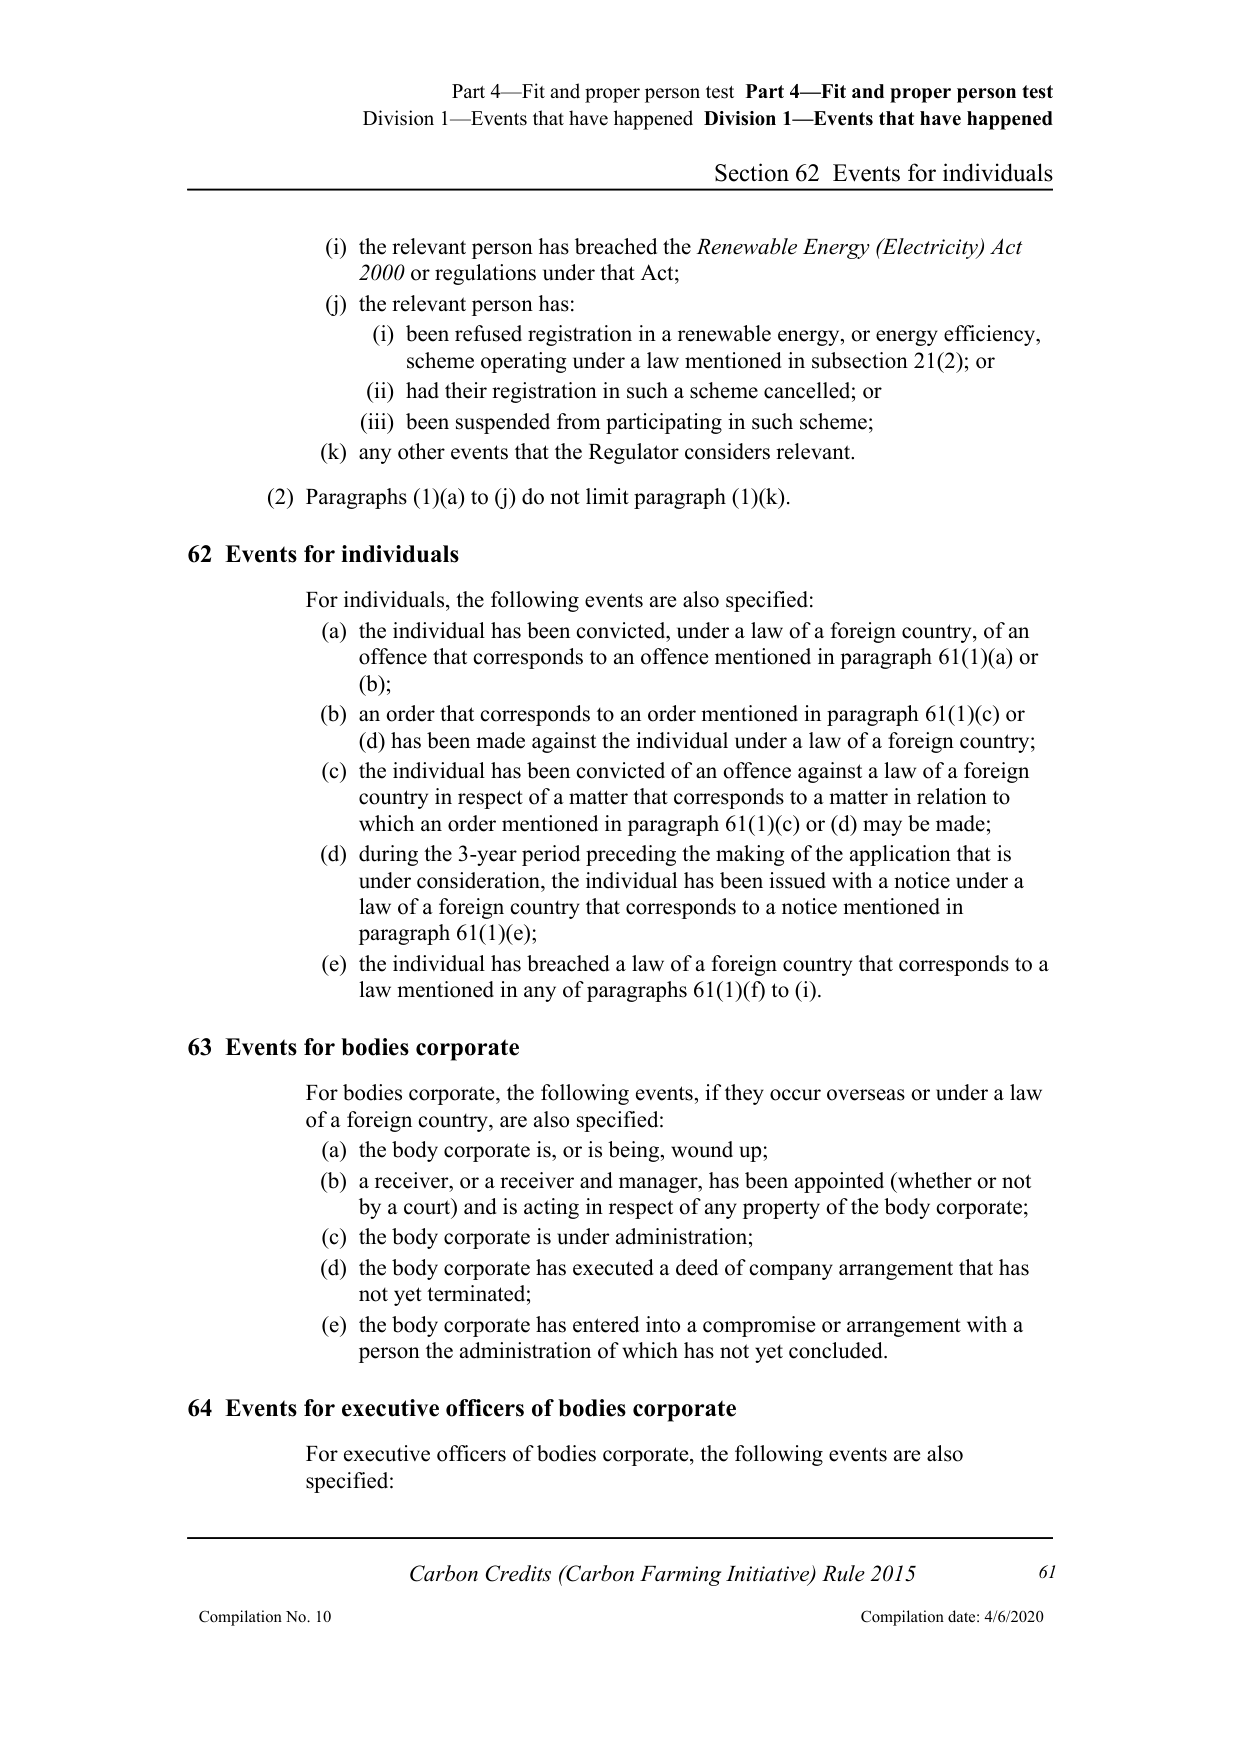 Part 4—Fit and proper person test  Part 4—Fit and proper person test
Division 1—Events that have happened  Division 1—Events that have happened
Section 62  Events for individuals
(i) the relevant person has breached the Renewable Energy (Electricity) Act
2000 or regulations under that Act;
(j) the relevant person has:
(i) been refused registration in a renewable energy, or energy efficiency,
scheme operating under a law mentioned in subsection 21(2); or
(ii) had their registration in such a scheme cancelled; or
(iii) been suspended from participating in such scheme;
(k) any other events that the Regulator considers relevant.
(2) Paragraphs (1)(a) to (j) do not limit paragraph (1)(k).
62  Events for individuals
For individuals, the following events are also specified:
(a) the individual has been convicted, under a law of a foreign country, of an
offence that corresponds to an offence mentioned in paragraph 61(1)(a) or
(b);
(b) an order that corresponds to an order mentioned in paragraph 61(1)(c) or
(d) has been made against the individual under a law of a foreign country;
(c) the individual has been convicted of an offence against a law of a foreign
country in respect of a matter that corresponds to a matter in relation to
which an order mentioned in paragraph 61(1)(c) or (d) may be made;
(d) during the 3-year period preceding the making of the application that is
under consideration, the individual has been issued with a notice under a
law of a foreign country that corresponds to a notice mentioned in
paragraph 61(1)(e);
(e) the individual has breached a law of a foreign country that corresponds to a
law mentioned in any of paragraphs 61(1)(f) to (i).
63  Events for bodies corporate
For bodies corporate, the following events, if they occur overseas or under a law
of a foreign country, are also specified:
(a) the body corporate is, or is being, wound up;
(b) a receiver, or a receiver and manager, has been appointed (whether or not
by a court) and is acting in respect of any property of the body corporate;
(c) the body corporate is under administration;
(d) the body corporate has executed a deed of company arrangement that has
not yet terminated;
(e) the body corporate has entered into a compromise or arrangement with a
person the administration of which has not yet concluded.
64  Events for executive officers of bodies corporate
For executive officers of bodies corporate, the following events are also
specified:
Carbon Credits (Carbon Farming Initiative) Rule 2015 61
Compilation No. 10 Compilation date: 4/6/2020